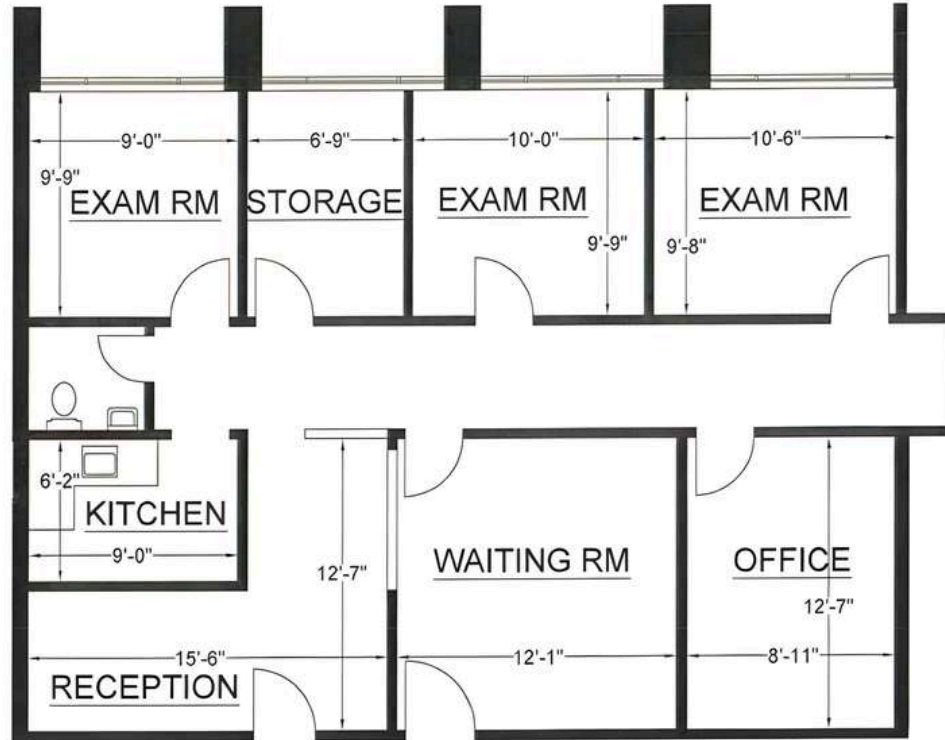 9'-0"
6'-9"
10'-0"
10'-6"
9'-9"
EXAM RM
STORAGE
EXAM RM
EXAM RM
9'-9"
9'-8"
6'-2"
KITCHEN
9'-0"
12'-7"
WAITING RM
OFFICE
12'-7"
15'-6"
12'-1"
8'-11"
RECEPTION